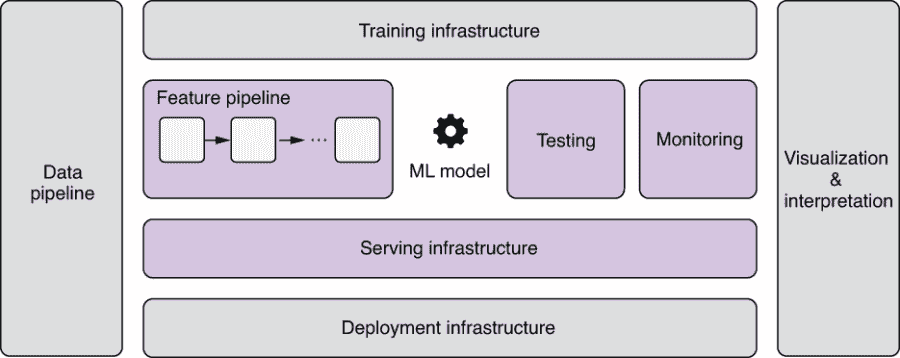 Training infrastructure
Feature pipeline
...
ML model
Testing
Monitoring
Data
pipeline
Visualization
&
interpretation
Serving infrastructure
Deployment infrastructure